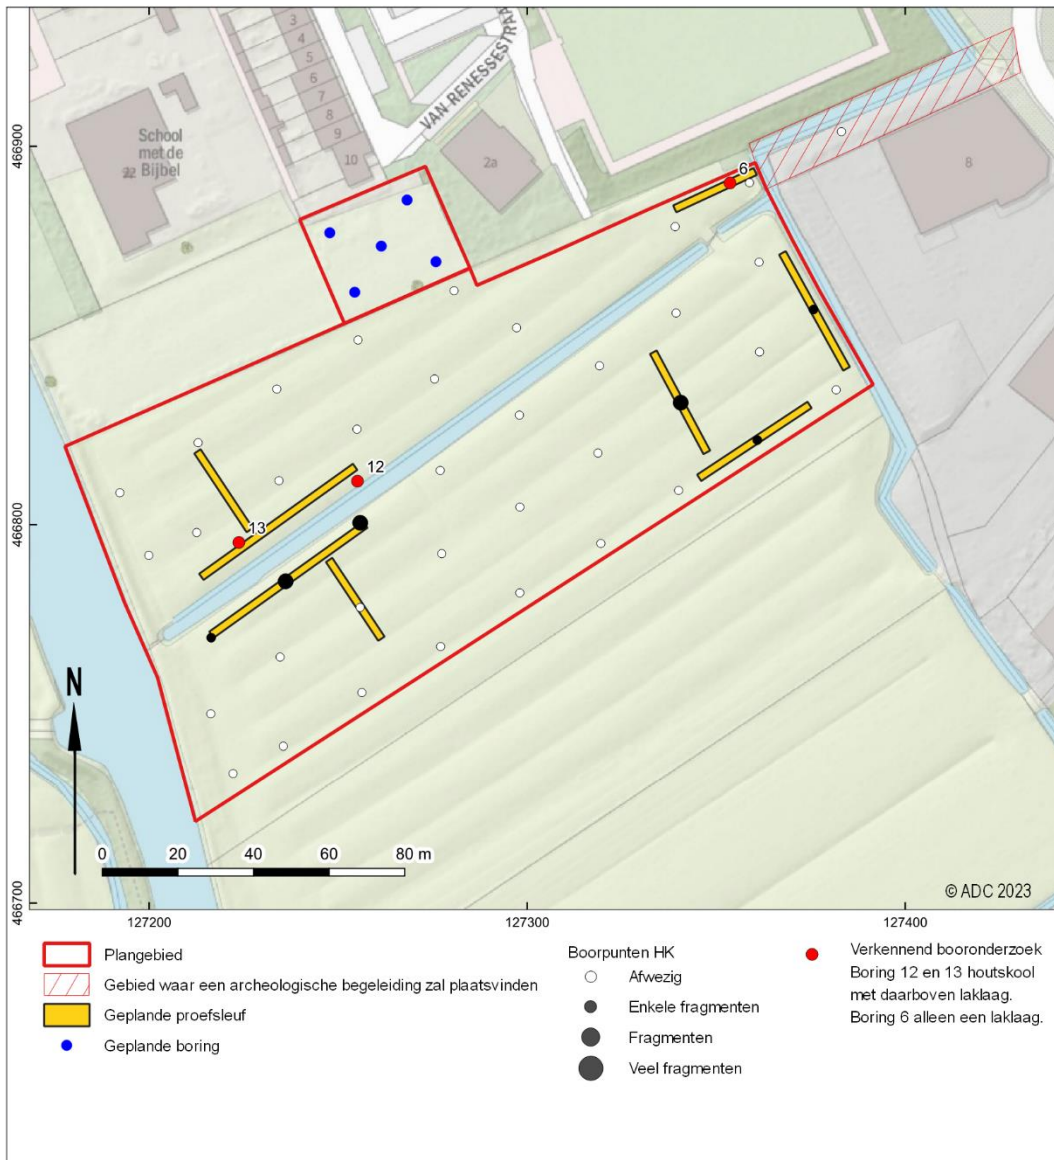 3
4
5
6
7
8
9
10
VAN-RENESSESTRAA
School
met de
Bijbel
22
2a
8
6
12
13
466900
466800
466700
N
0 20 40 60 80 m
© ADC 2023
127200 127300 127400
Plangebied
Gebied waar een archeologische begeleiding zal plaatsvinden
Geplande proefsleuf
Geplande boring
Boorpunten HK
Afwezig
Enkele fragmenten
Fragmenten
Veel fragmenten
Verkennend booronderzoek
Boring 12 en 13 houtskool
met daarboven laklaag.
Boring 6 alleen een laklaag.